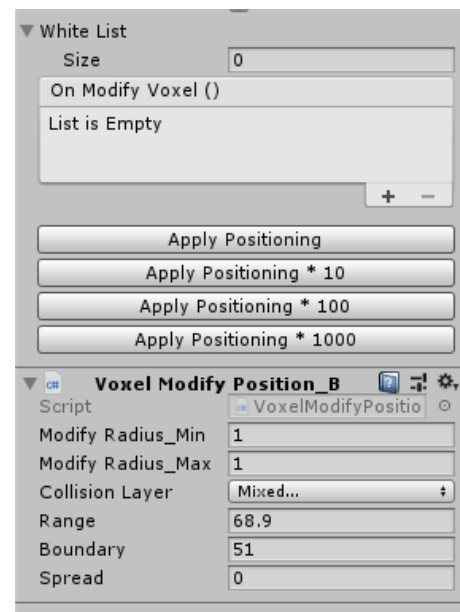 White List
Size 0
On Modify Voxel ()
List is Empty
+ −
Apply Positioning
Apply Positioning * 10
Apply Positioning * 100
Apply Positioning * 1000
c# Voxel Modify Position_B
Script VoxelModifyPositio
Modify Radius_Min 1
Modify Radius_Max 1
Collision Layer Mixed...
Range 68.9
Boundary 51
Spread 0